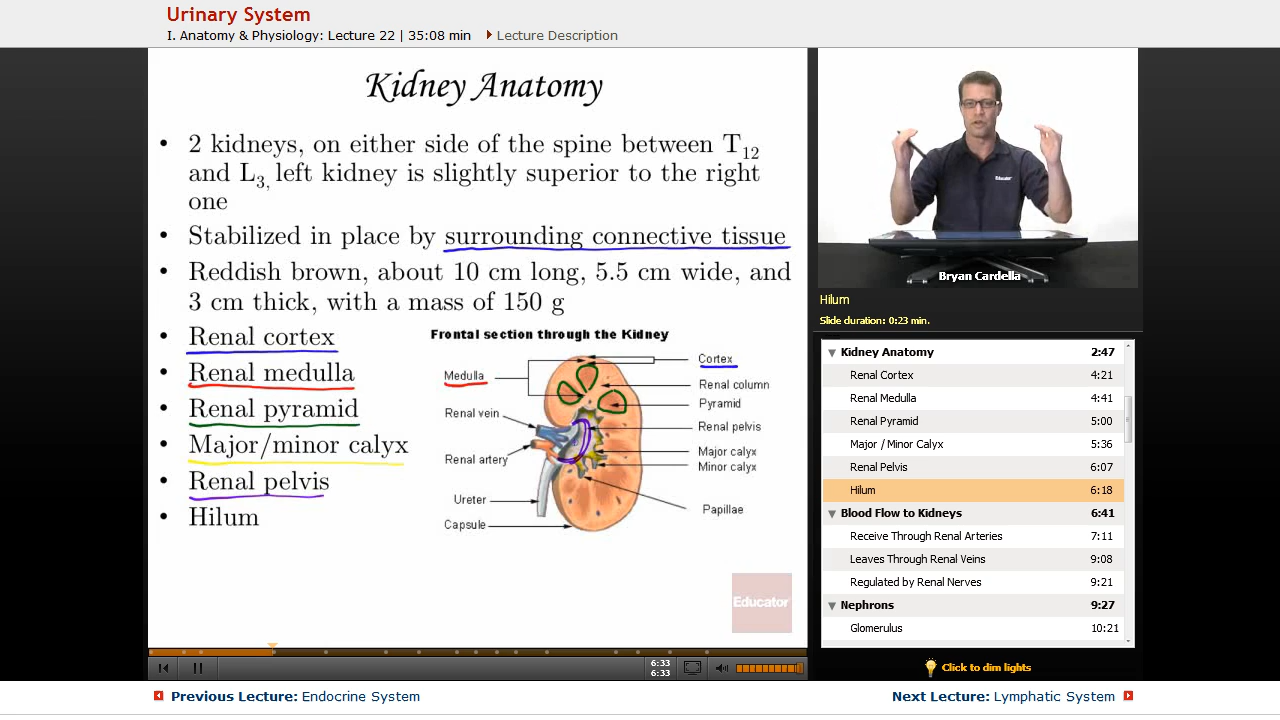 Urinary System
I. Anatomy & Physiology: Lecture 22 | 35:08 min
Lecture Description
Kidney Anatomy
• 2 kidneys, on either side of the spine between T12
and L3, left kidney is slightly superior to the right
one
• Stabilized in place by surrounding connective tissue
• Reddish brown, about 10 cm long, 5.5 cm wide, and
3 cm thick, with a mass of 150 g
• Renal cortex
• Renal medulla
• Renal pyramid
• Major/minor calyx
• Renal pelvis
• Hilum
Frontal section through the Kidney
Medulla
Renal vein
Renal artery
Ureter
Capsule
Cortex
Renal column
Pyramid
Renal pelvis
Major calyx
Minor calyx
Papillae
Educator
6:33
6:33
Educator
Bryan Cardella
Hilum
Slide duration: 0:23 min.
Kidney Anatomy 2:47
Renal Cortex 4:21
Renal Medulla 4:41
Renal Pyramid 5:00
Major / Minor Calyx 5:36
Renal Pelvis 6:07
Hilum 6:18
Blood Flow to Kidneys 6:41
Receive Through Renal Arteries 7:11
Leaves Through Renal Veins 9:08
Regulated by Renal Nerves 9:21
Nephrons 9:27
Glomerulus 10:21
Click to dim lights
Previous Lecture: Endocrine System
Next Lecture: Lymphatic System